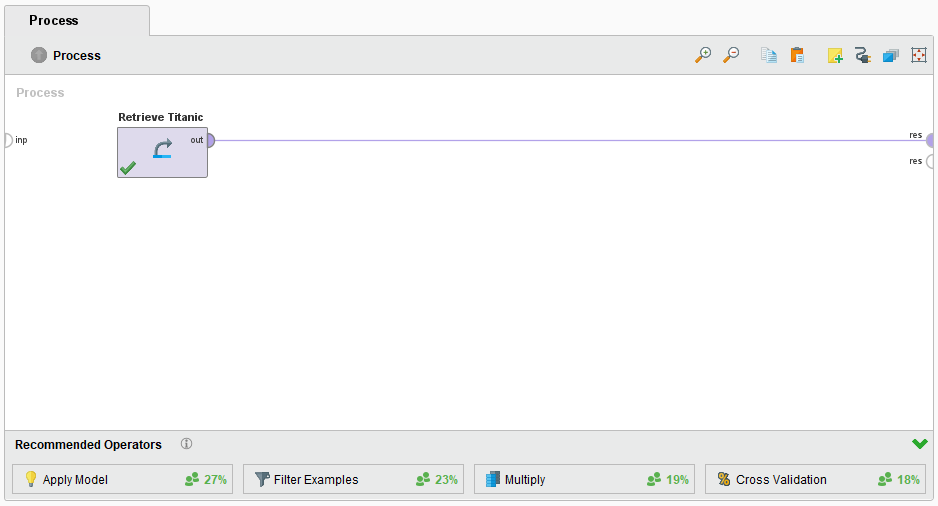 Process
Process
Process
Retrieve Titanic
inp
out
res
res
Recommended Operators
Apply Model 27%
Filter Examples 23%
Multiply 19%
Cross Validation 18%